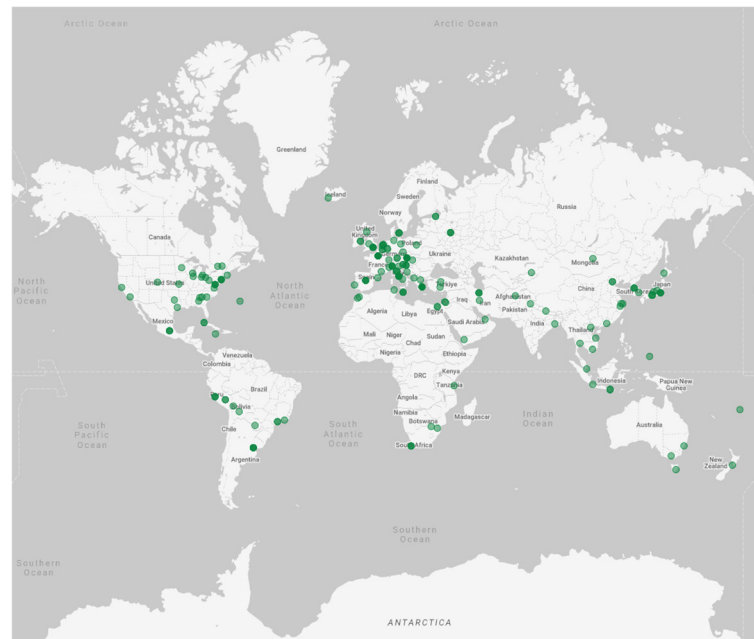 Arctic Ocean
Arctic Ocean
Greenland
Iceland
Finland
Sweden
Norway
Russia
Canada
United
Kingdom
Poland
Germany
Ukraine
Kazakhstan
Mongolia
France
Spain
Türkiye
North
Pacific
Ocean
United States
North
Atlantic
Ocean
China
South Korea
Japan
Iraq
Iran
Afghanistan
Pakistan
Algeria
Libya
Egypt
Saudi Arabia
India
Mexico
Mali
Niger
Chad
Sudan
Thailand
Nigeria
Ethiopia
Venezuela
Colombia
DRC
Kenya
Tanzania
Indonesia
Papua New
Guinea
Peru
Brazil
Bolivia
Angola
Namibia
Botswana
Madagascar
Indian
Ocean
South
Pacific
Ocean
Chile
South
Atlantic
Ocean
Australia
South Africa
Argentina
New
Zealand
Southern
Ocean
Southern
Ocean
ANTARCTICA